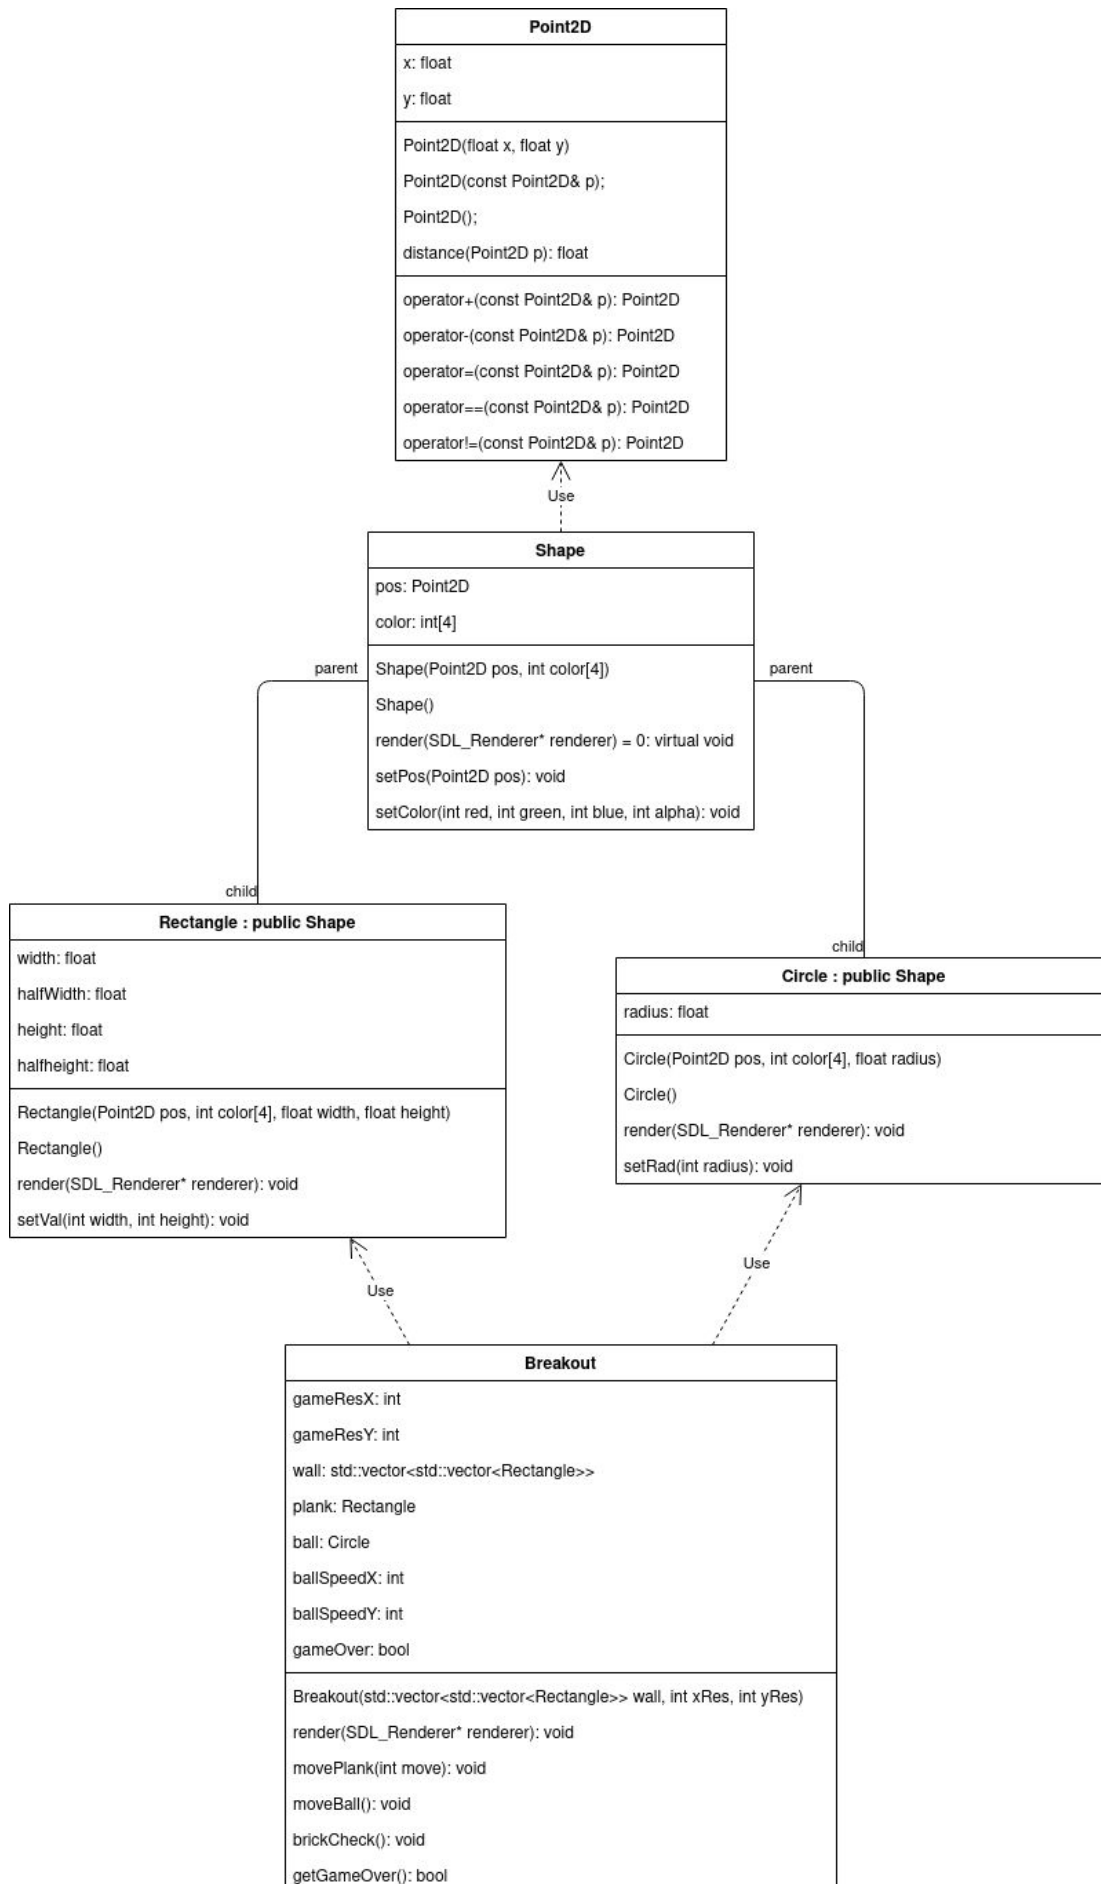 Point2D
x: float
y: float
Point2D(float x, float y)
Point2D(const Point2D& p);
Point2D();
distance(Point2D p): float
operator+(const Point2D& p): Point2D
operator-(const Point2D& p): Point2D
operator=(const Point2D& p): Point2D
operator==(const Point2D& p): Point2D
operator!=(const Point2D& p): Point2D
Use
Shape
pos: Point2D
color: int[4]
Shape(Point2D pos, int color[4])
Shape()
render(SDL_Renderer* renderer) = 0: virtual void
setPos(Point2D pos): void
setColor(int red, int green, int blue, int alpha): void
parent
parent
child
child
Rectangle : public Shape
width: float
halfWidth: float
height: float
halfheight: float
Rectangle(Point2D pos, int color[4], float width, float height)
Rectangle()
render(SDL_Renderer* renderer): void
setVal(int width, int height): void
Circle : public Shape
radius: float
Circle(Point2D pos, int color[4], float radius)
Circle()
render(SDL_Renderer* renderer): void
setRad(int radius): void
Use
Use
Breakout
gameResX: int
gameResY: int
wall: std::vector<std::vector<Rectangle>>
plank: Rectangle
ball: Circle
ballSpeedX: int
ballSpeedY: int
gameOver: bool
Breakout(std::vector<std::vector<Rectangle>> wall, int xRes, int yRes)
render(SDL_Renderer* renderer): void
movePlank(int move): void
moveBall(): void
brickCheck(): void
getGameOver(): bool